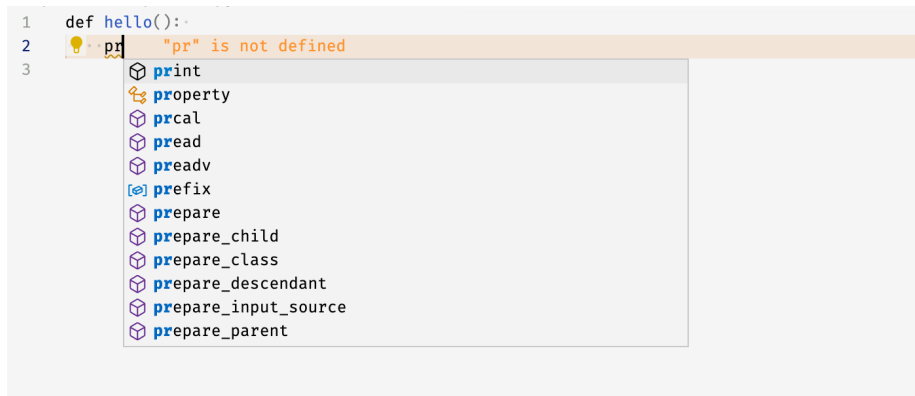 1 def hello():
2 pr "pr" is not defined
3
print
property
prcal
pread
preadv
prefix
prepare
prepare_child
prepare_class
prepare_descendant
prepare_input_source
prepare_parent